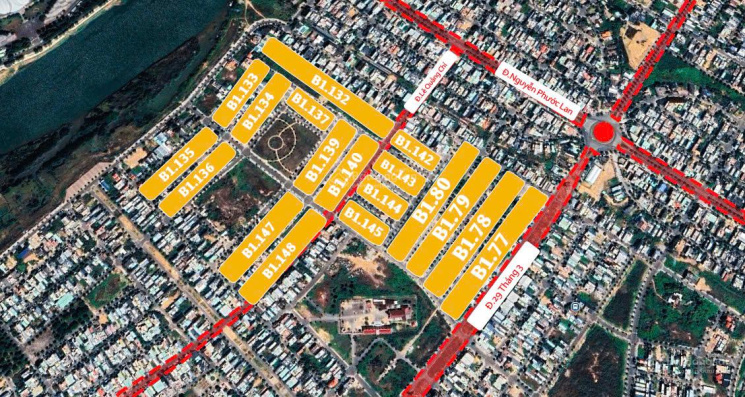 Đ.Nguyễn Phước Lan
Đ.Lê Quảng Chí
B1.132
B1.133
B1.134
B1.137
B1.135
B1.136
B1.139
B1.140
B1.142
B1.143
B1.144
B1.145
B1.80
B1.79
B1.78
B1.77
B1.147
B1.148
Đ.29 Tháng 3